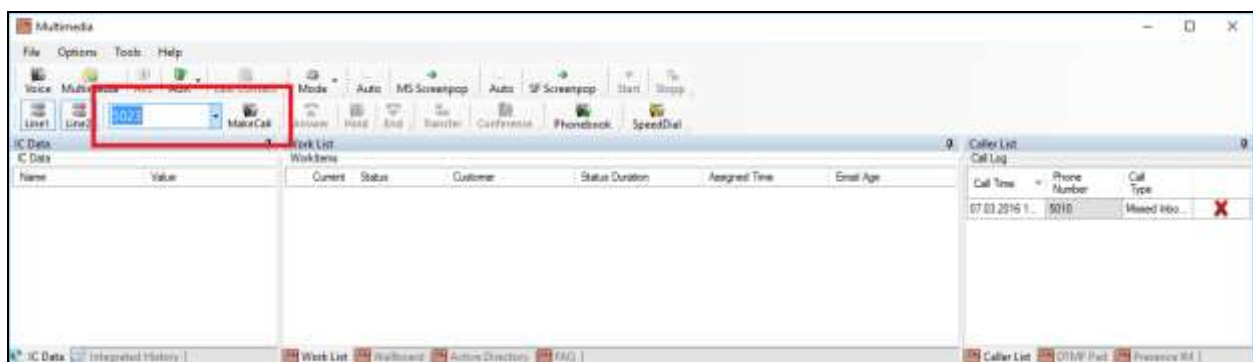 Multimedia
File Options Tools Help
Voice Mode Auto MS Screenpop Auto SF Screenpop Start Stopp
Line1 Line2 5023 MakeCall Hold End Transfer Conference Phonebook SpeedDial
IC Data Work List Caller List
IC Data WorkItems Call Log
Name Value Current Status Customer Status Duration Assigned Time Email Age Call Time Phone Number Call Type
07.03.2016 1... 5010 Missed Inbo...
IC Data Integrated History Work List Wallboard Active Directory FAQ Caller List DTMF Pad Presence IM